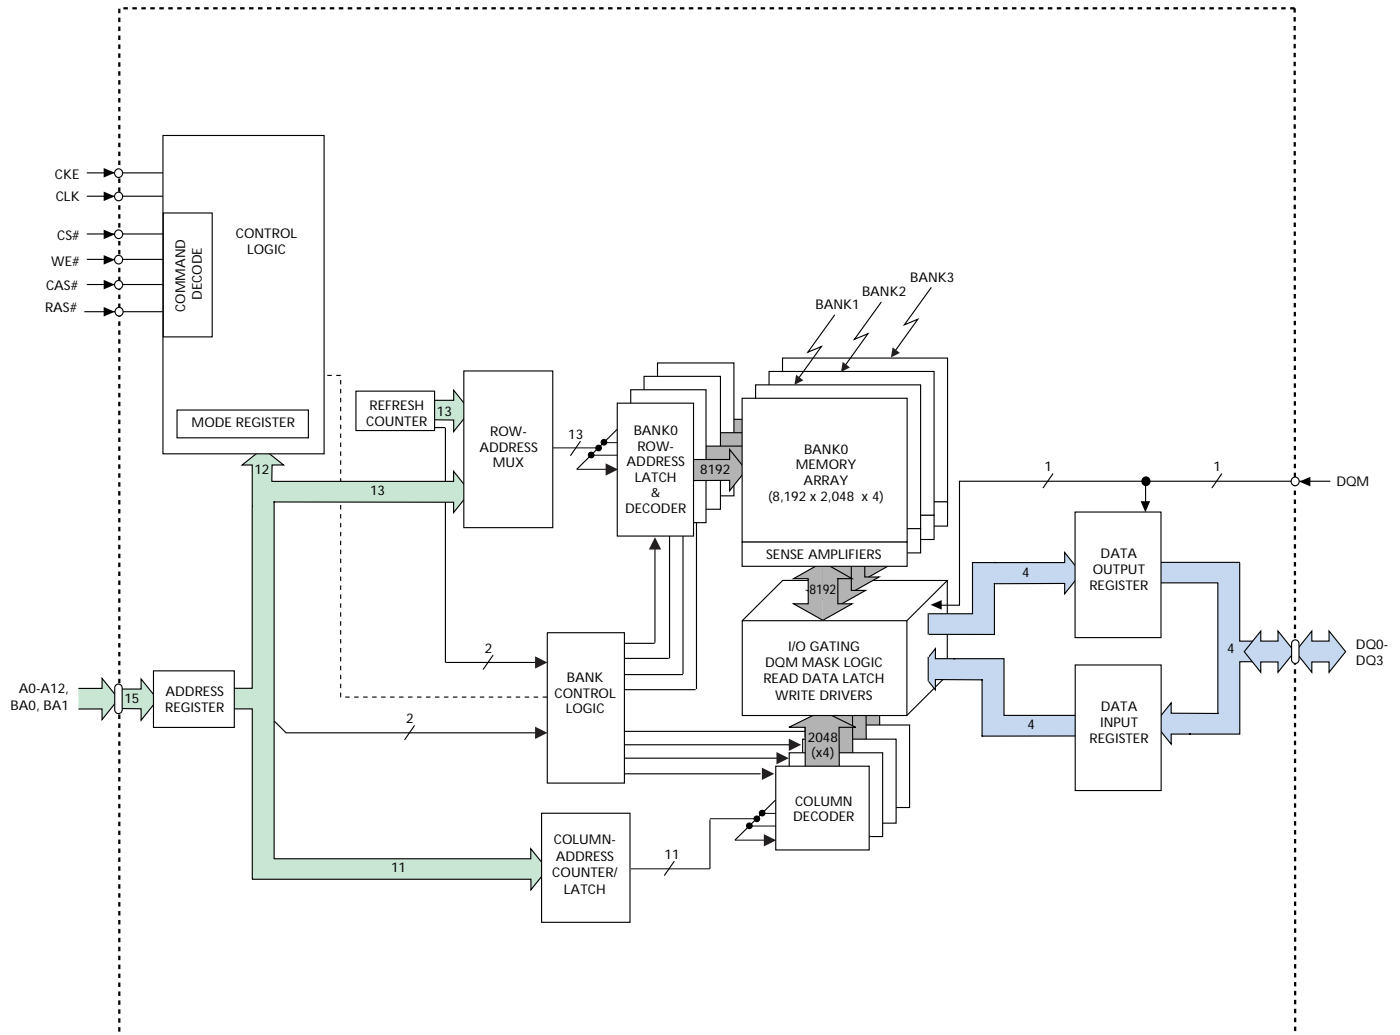 CKE
CLK
CS#
WE#
CAS#
RAS#
COMMAND
DECODE
CONTROL
LOGIC
MODE REGISTER
12
REFRESH
COUNTER
13
13
ROW-
ADDRESS
MUX
13
BANK0
ROW-
ADDRESS
LATCH
&
DECODER
8192
BANK1
BANK2
BANK3
BANK0
MEMORY
ARRAY
(8,192 x 2,048 x 4)
SENSE AMPLIFIERS
8192
I/O GATING
DQM MASK LOGIC
READ DATA LATCH
WRITE DRIVERS
2048
(x4)
COLUMN
DECODER
1
1
DQM
DATA
OUTPUT
REGISTER
4
DATA
INPUT
REGISTER
4
4
DQ0-
DQ3
A0-A12,
BA0, BA1
15
ADDRESS
REGISTER
2
2
BANK
CONTROL
LOGIC
11
COLUMN-
ADDRESS
COUNTER/
LATCH
11